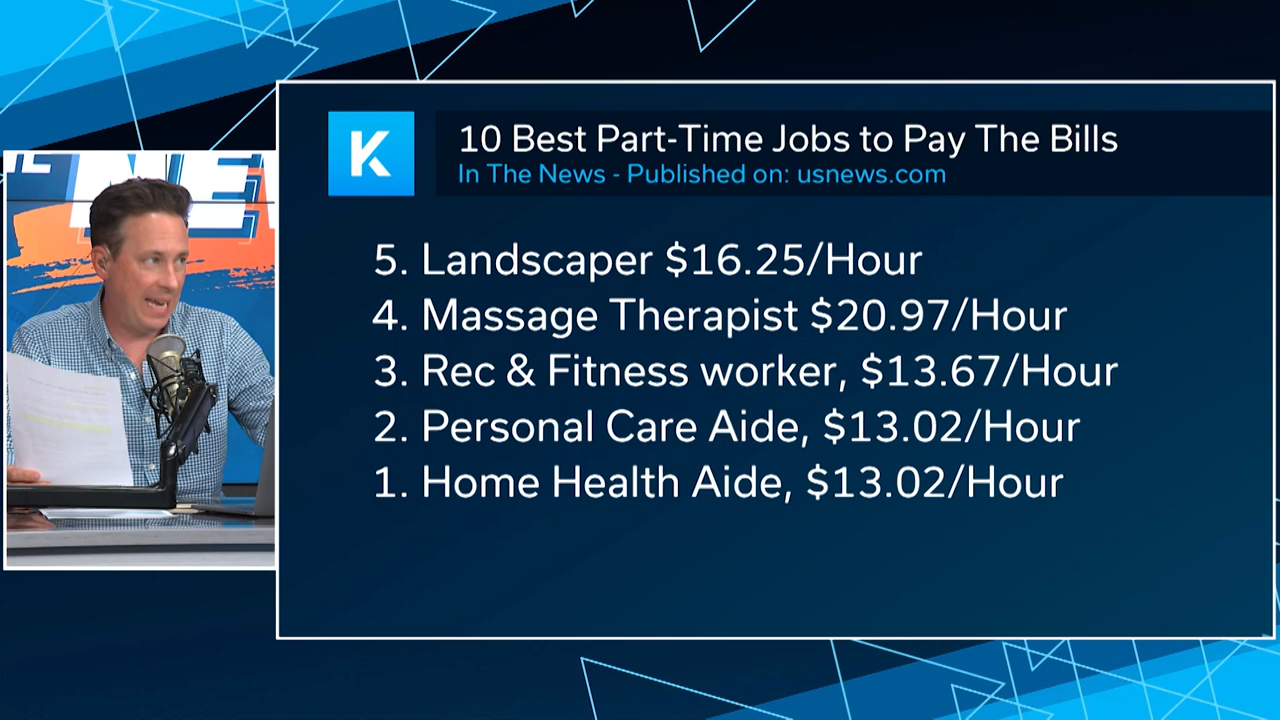 K
10 Best Part-Time Jobs to Pay The Bills
In The News - Published on: usnews.com
5. Landscaper $16.25/Hour
4. Massage Therapist $20.97/Hour
3. Rec & Fitness worker, $13.67/Hour
2. Personal Care Aide, $13.02/Hour
1. Home Health Aide, $13.02/Hour